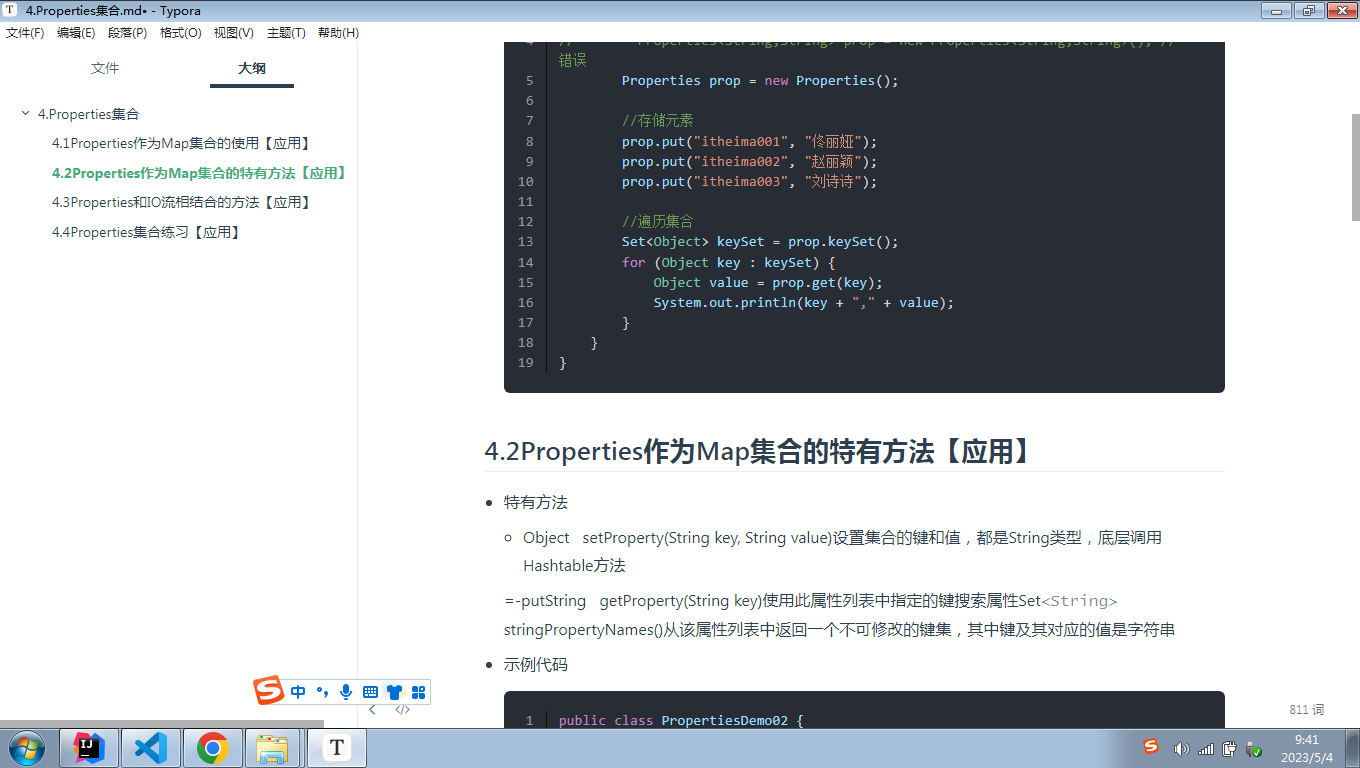 4.Properties集合.md• - Typora
文件(F) 编辑(E) 段落(P) 格式(O) 视图(V) 主题(T) 帮助(H)
文件 大纲
4.Properties集合
4.1Properties作为Map集合的使用【应用】
4.2Properties作为Map集合的特有方法【应用】
4.3Properties和IO流相结合的方法【应用】
4.4Properties集合练习【应用】
4 // Properties<String,String> prop = new Properties<String,String>(); //
错误
5 Properties prop = new Properties();
6
7 //存储元素
8 prop.put("itheima001", "佟丽娅");
9 prop.put("itheima002", "赵丽颖");
10 prop.put("itheima003", "刘诗诗");
11
12 //遍历集合
13 Set<Object> keySet = prop.keySet();
14 for (Object key : keySet) {
15 Object value = prop.get(key);
16 System.out.println(key + "," + value);
17 }
18 }
19 }
4.2Properties作为Map集合的特有方法【应用】
特有方法
Object setProperty(String key, String value)设置集合的键和值，都是String类型，底层调用
Hashtable方法
=-putString getProperty(String key)使用此属性列表中指定的键搜索属性Set<String>
stringPropertyNames()从该属性列表中返回一个不可修改的键集，其中键及其对应的值是字符串
示例代码
1 public class PropertiesDemo02 {
中
</>
811 词
9:41
2023/5/4